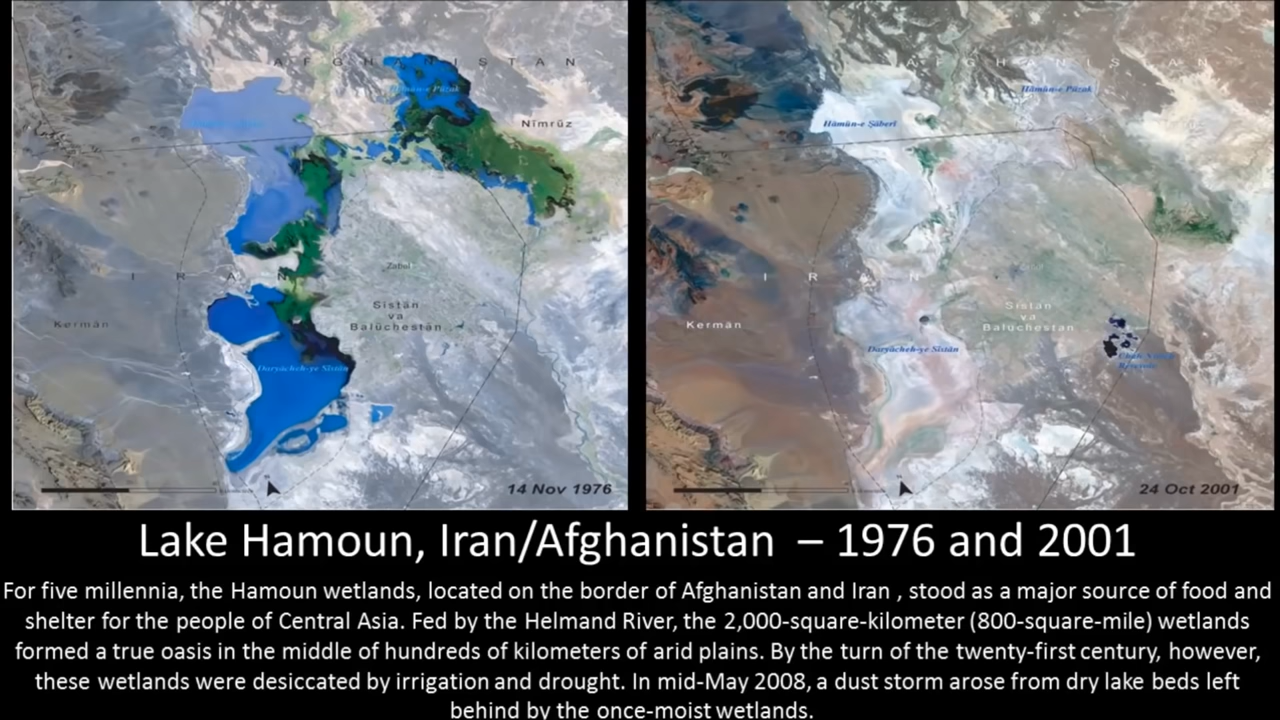 AFGHANISTAN
Hāmūn-e Pūzak
Nīmrūz
IRAN
Zabol
Sīstān
va
Balūchestān
Kermān
Daryācheh-ye Sīstān
14 Nov 1976
AFGHANISTAN
Hāmūn-e Pūzak
Hāmūn-e Şāberī
IRAN
Sīstān
va
Balūchestān
Kermān
Daryācheh-ye Sīstān
24 Oct 2001
Lake Hamoun, Iran/Afghanistan – 1976 and 2001
For five millennia, the Hamoun wetlands, located on the border of Afghanistan and Iran , stood as a major source of food and
shelter for the people of Central Asia. Fed by the Helmand River, the 2,000-square-kilometer (800-square-mile) wetlands
formed a true oasis in the middle of hundreds of kilometers of arid plains. By the turn of the twenty-first century, however,
these wetlands were desiccated by irrigation and drought. In mid-May 2008, a dust storm arose from dry lake beds left
behind by the once-moist wetlands.